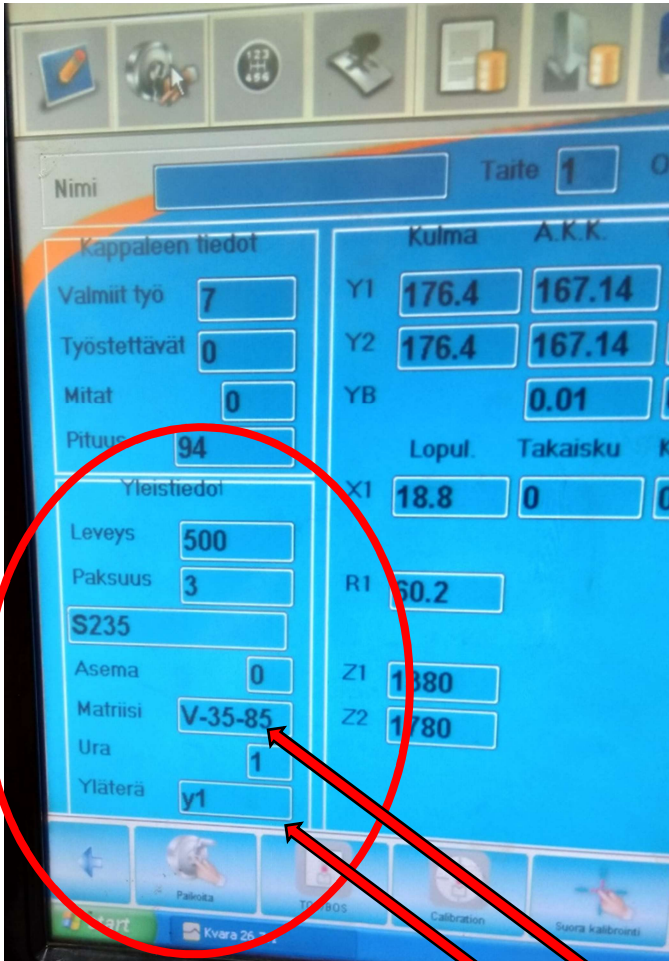 123
456
Nimi
Taite 1
Kappaleen tiedot
Kulma A.K.K.
Valmiit työ 7
Y1 176.4 167.14
Työstettävät 0
Y2 176.4 167.14
Mitat 0
YB 0.01
Pituus 94
Lopul. Takaisku
Yleistiedot
X1 18.8 0
Leveys 500
Paksuus 3
R1 60.2
S235
Asema 0
Z1 1380
Matriisi V-35-85
Z2 1780
Ura 1
Yläterä y1
Palkoita
Calibration
Suora kalibrointi
Start
Kvara 26